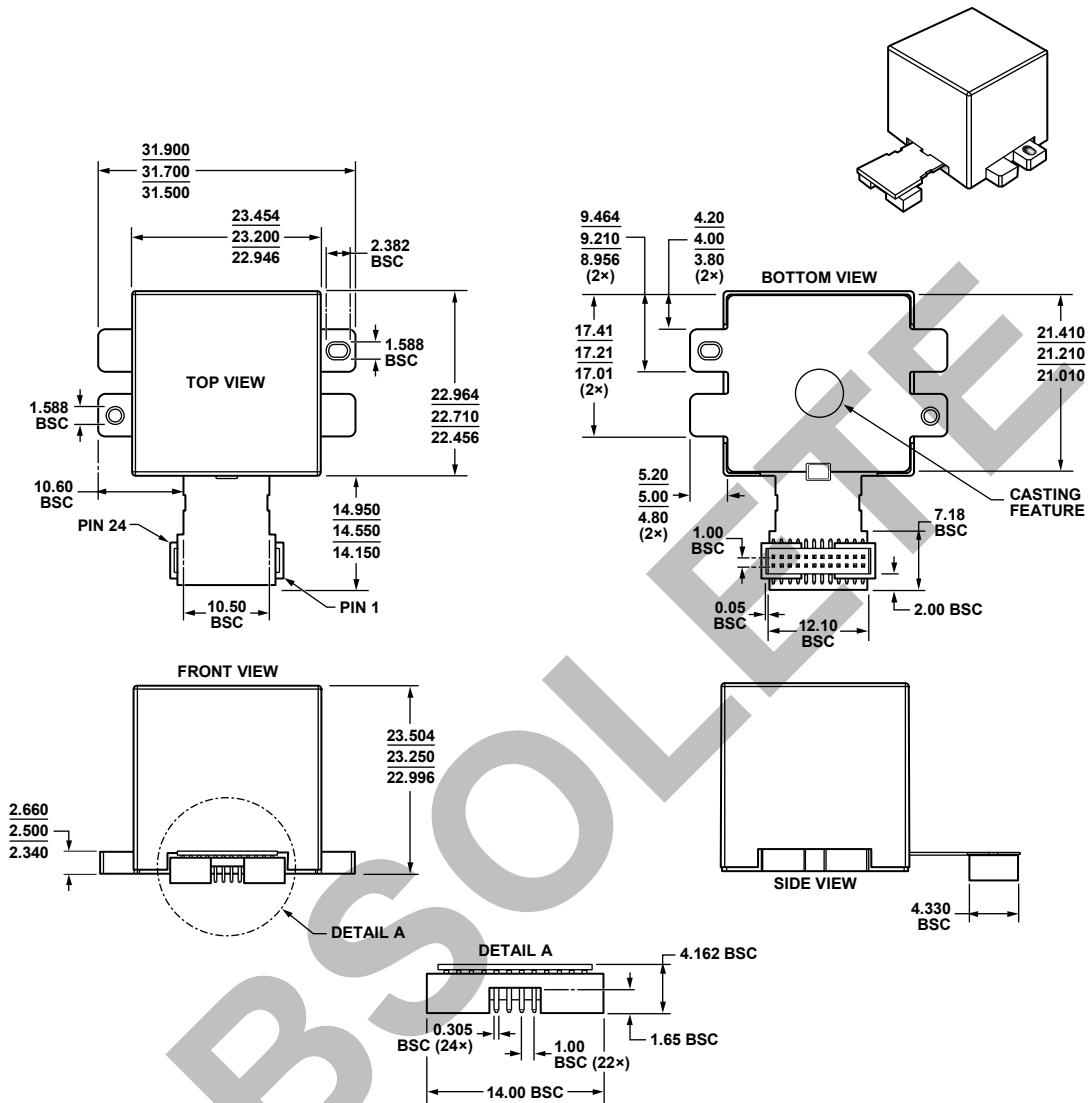 31.900
31.700
31.500
23.454
23.200
22.946
2.382
BSC
1.588
BSC
TOP VIEW
1.588
BSC
22.964
22.710
22.456
10.60
BSC
PIN 24
14.950
14.550
14.150
10.50
BSC
PIN 1
9.464
9.210
8.956
(2×)
4.20
4.00
3.80
(2×)
BOTTOM VIEW
17.41
17.21
17.01
(2×)
21.410
21.210
21.010
5.20
5.00
4.80
(2×)
CASTING
FEATURE
1.00
BSC
7.18
BSC
0.05
BSC
12.10
BSC
2.00 BSC
FRONT VIEW
23.504
23.250
22.996
2.660
2.500
2.340
DETAIL A
SIDE VIEW
4.330
BSC
DETAIL A
4.162 BSC
0.305
BSC (24×)
1.00
BSC (22×)
1.65 BSC
14.00 BSC
BSOLETE